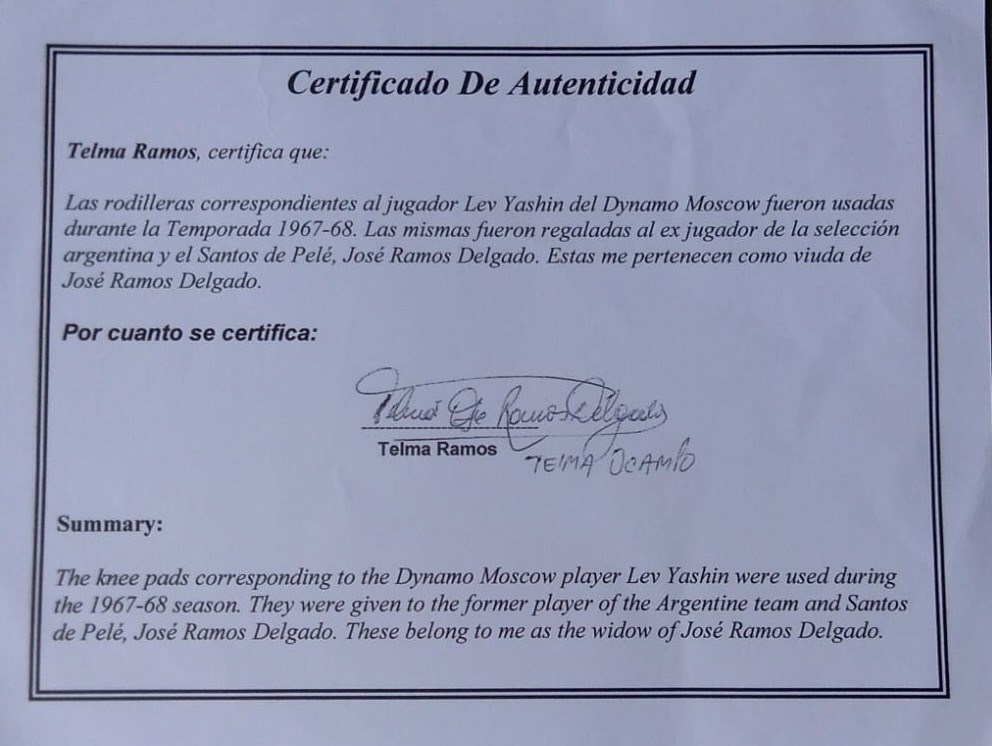 Certificado De Autenticidad
Telma Ramos, certifica que:
Las rodilleras correspondientes al jugador Lev Yashin del Dynamo Moscow fueron usadas
durante la Temporada 1967-68. Las mismas fueron regaladas al ex jugador de la selección
argentina y el Santos de Pelé, José Ramos Delgado. Estas me pertenecen como viuda de
José Ramos Delgado.
Por cuanto se certifica:
Ramos Delgado
Telma Ramos
TELMA OCAMPO
Summary:
The knee pads corresponding to the Dynamo Moscow player Lev Yashin were used during
the 1967-68 season. They were given to the former player of the Argentine team and Santos
de Pelé, José Ramos Delgado. These belong to me as the widow of José Ramos Delgado.